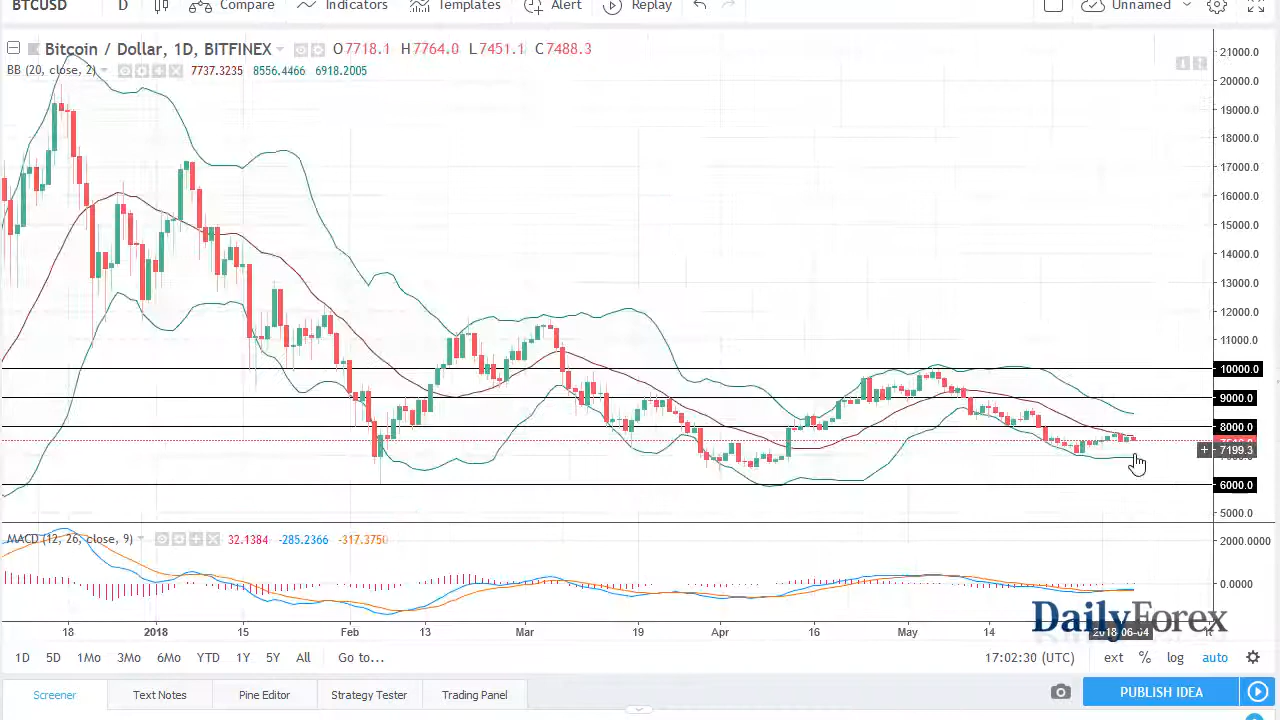 BTCUSD D Compare Indicators Templates Alert Replay Unnamed
Bitcoin / Dollar, 1D, BITFINEX O7718.1 H7764.0 L7451.1 C7488.3
BB (20, close, 2) 7737.3235 8556.4466 6918.2005
21000.0
20000.0
19000.0
18000.0
17000.0
16000.0
15000.0
14000.0
13000.0
12000.0
11000.0
10000.0
9000.0
8000.0
7199.3
6000.0
5000.0
MACD (12, 26, close, 9) 32.1384 -285.2366 -317.3750
2000.0000
0.0000
DailyForex
18 2018 15 Feb 13 Mar 19 Apr 16 May 14 2018-06-04
1D 5D 1Mo 3Mo 6Mo YTD 1Y 5Y All Go to... 17:02:30 (UTC) ext % log auto
Screener Text Notes Pine Editor Strategy Tester Trading Panel PUBLISH IDEA